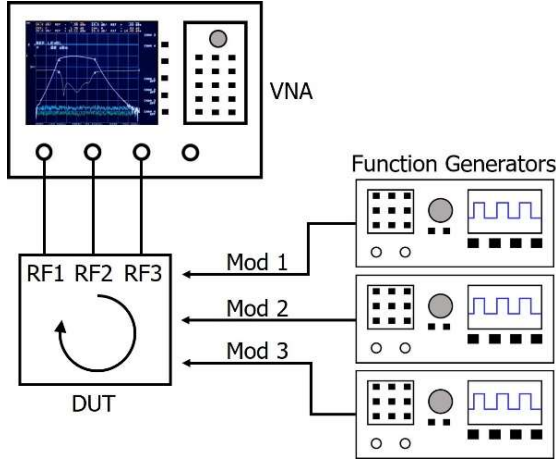 VNA
Function Generators
RF1 RF2 RF3
Mod 1
Mod 2
Mod 3
DUT